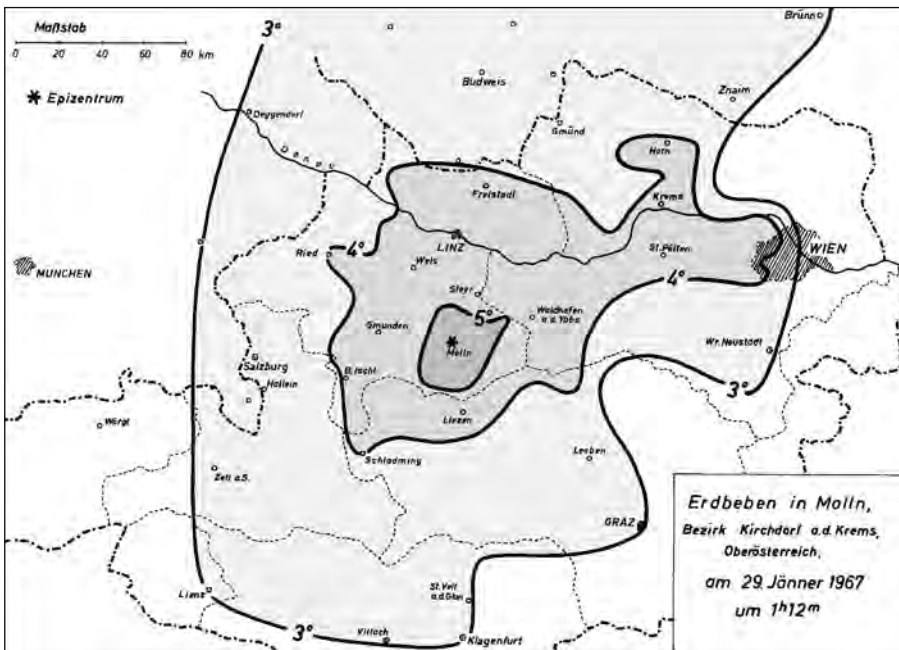 Maßstab
0 20 40 60 80 km
* Epizentrum
3°
Brünn
Budweis
Znaim
Deggendorf
Gmünd
Donau
Horn
Freistadt
Krems
LINZ
4°
Ried
Wels
St. Pölten
WIEN
MÜNCHEN
4°
Steyr
5°
Waidhofen
a.d. Ybbs
Gmunden
Molln
Wr. Neustadt
Salzburg
Hallein
B. Ischl
3°
Liezen
Wörgl
Schladming
Leoben
Zell a.S.
GRAZ
Lienz
St. Veit
a.d. Glan
3°
Villach
Klagenfurt
Erdbeben in Molln,
Bezirk Kirchdorf a.d. Krems,
Oberösterreich,
am 29. Jänner 1967
um 1h12m